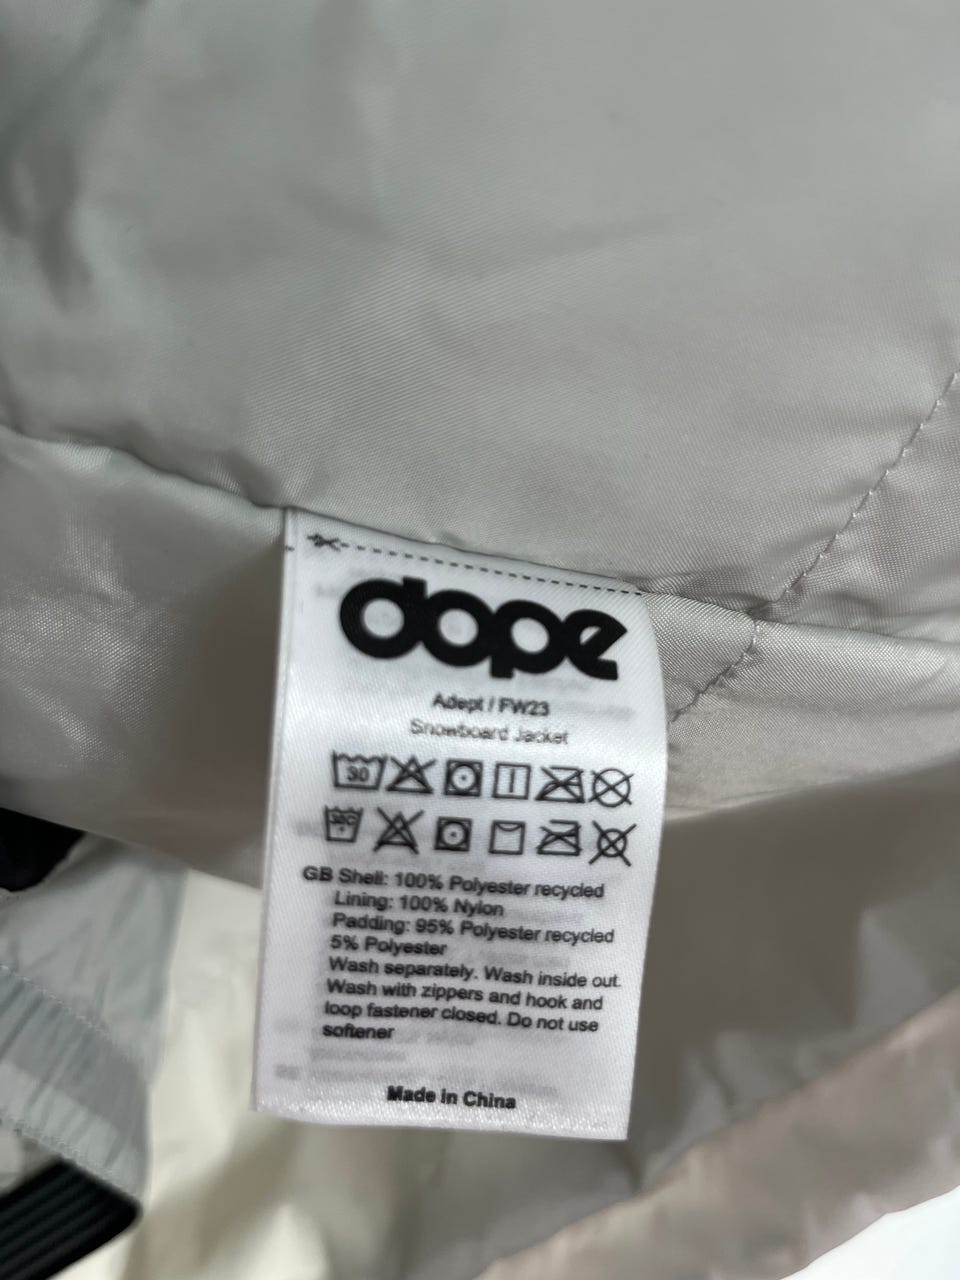 dope
Adept / FW23
Snowboard Jacket
30
30C
GB Shell: 100% Polyester recycled
Lining: 100% Nylon
Padding: 95% Polyester recycled
5% Polyester
Wash separately. Wash inside out.
Wash with zippers and hook and
loop fastener closed. Do not use
softener
Made in China